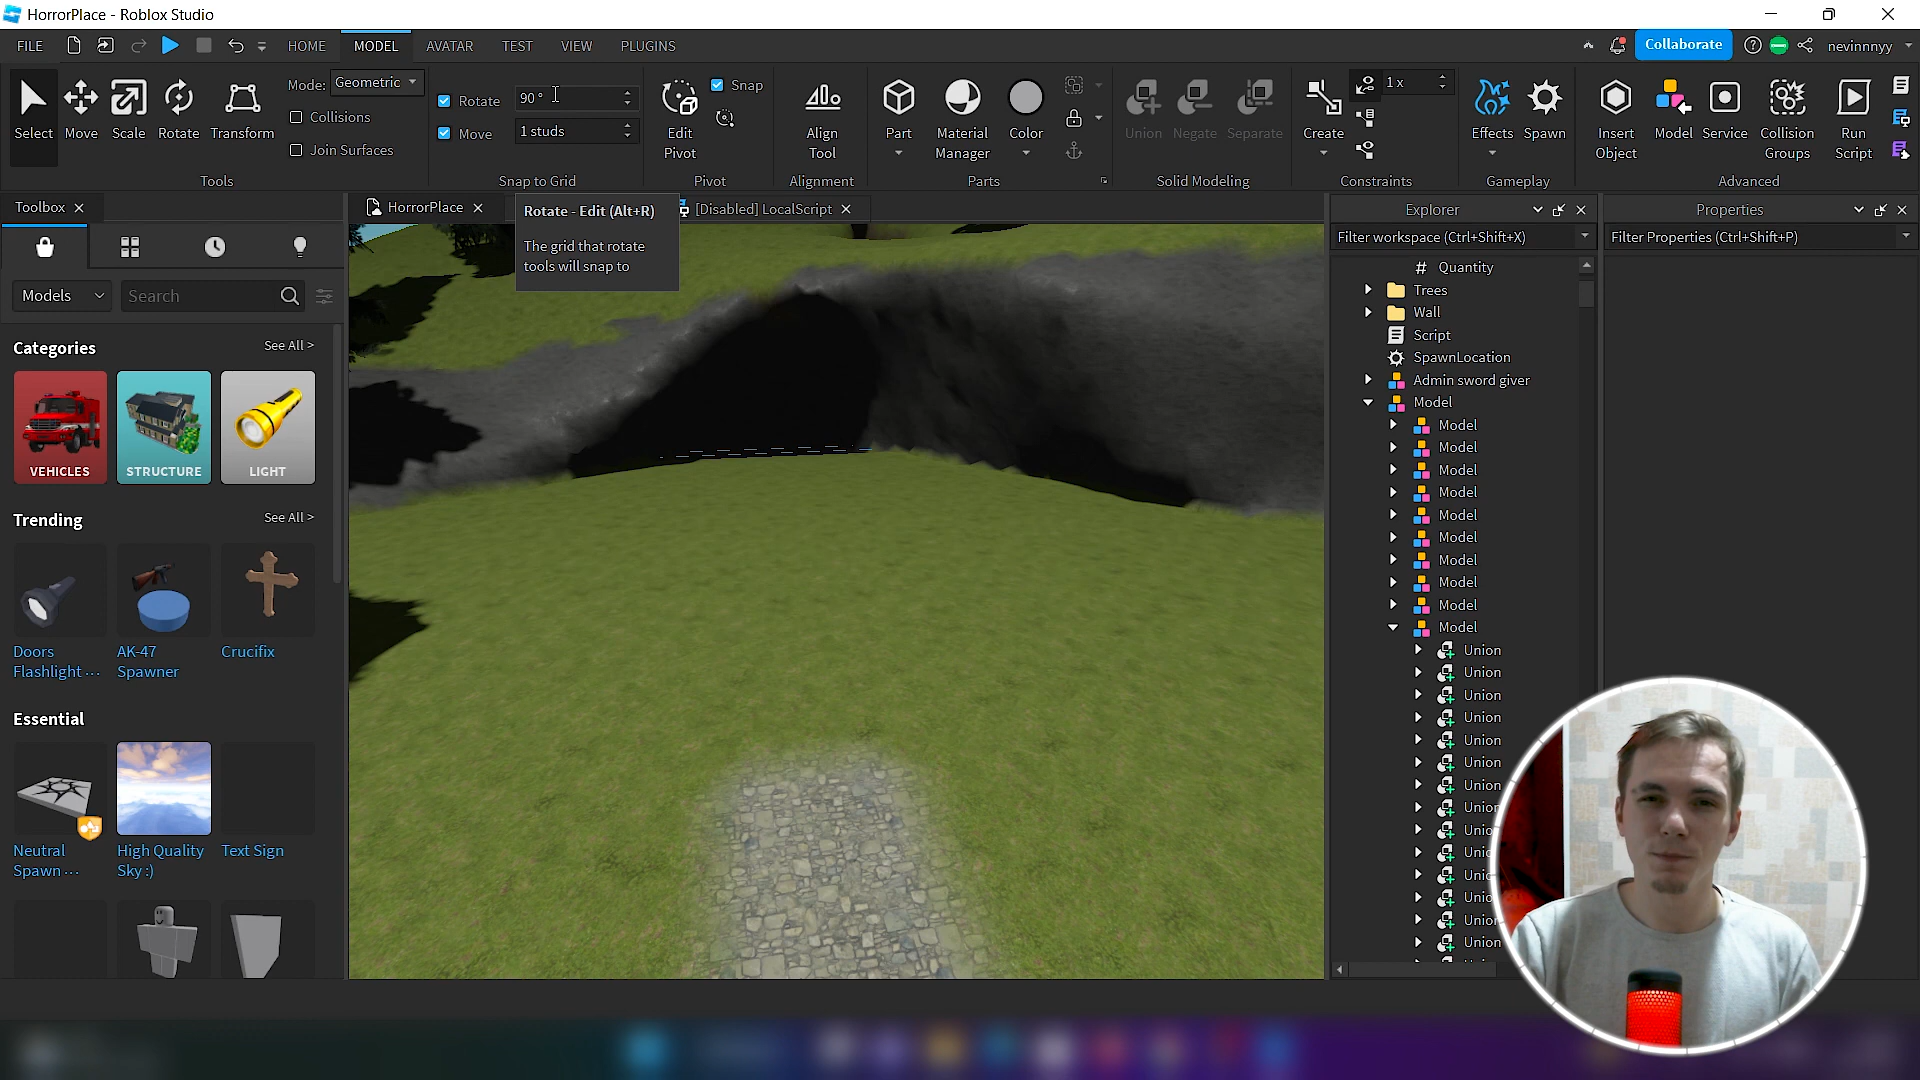 HorrorPlace - Roblox Studio
FILE
HOME
MODEL
AVATAR
TEST
VIEW
PLUGINS
Collaborate
nevinnnyy
Select
Move
Scale
Rotate
Transform
Mode:
Geometric
Collisions
Join Surfaces
Tools
Rotate
90°
Move
1 studs
Snap to Grid
Edit
Pivot
Snap
Pivot
Align
Tool
Alignment
Part
Material
Manager
Color
Parts
Union
Negate
Separate
Solid Modeling
Create
1 x
Constraints
Effects
Spawn
Gameplay
Insert
Object
Model
Service
Collision
Groups
Run
Script
Advanced
Toolbox
Models
Search
Categories
See All >
VEHICLES
STRUCTURE
LIGHT
Trending
See All >
Doors
Flashlight ...
AK-47
Spawner
Crucifix
Essential
Neutral
Spawn ...
High Quality
Sky :)
Text Sign
HorrorPlace
[Disabled] LocalScript
Rotate - Edit (Alt+R)
The grid that rotate
tools will snap to
Explorer
Filter workspace (Ctrl+Shift+X)
Quantity
Trees
Wall
Script
SpawnLocation
Admin sword giver
Model
Model
Model
Model
Model
Model
Model
Model
Model
Model
Model
Union
Union
Union
Union
Union
Union
Union
Union
Unio
Unic
Unic
Unio
Union
Union
Properties
Filter Properties (Ctrl+Shift+P)